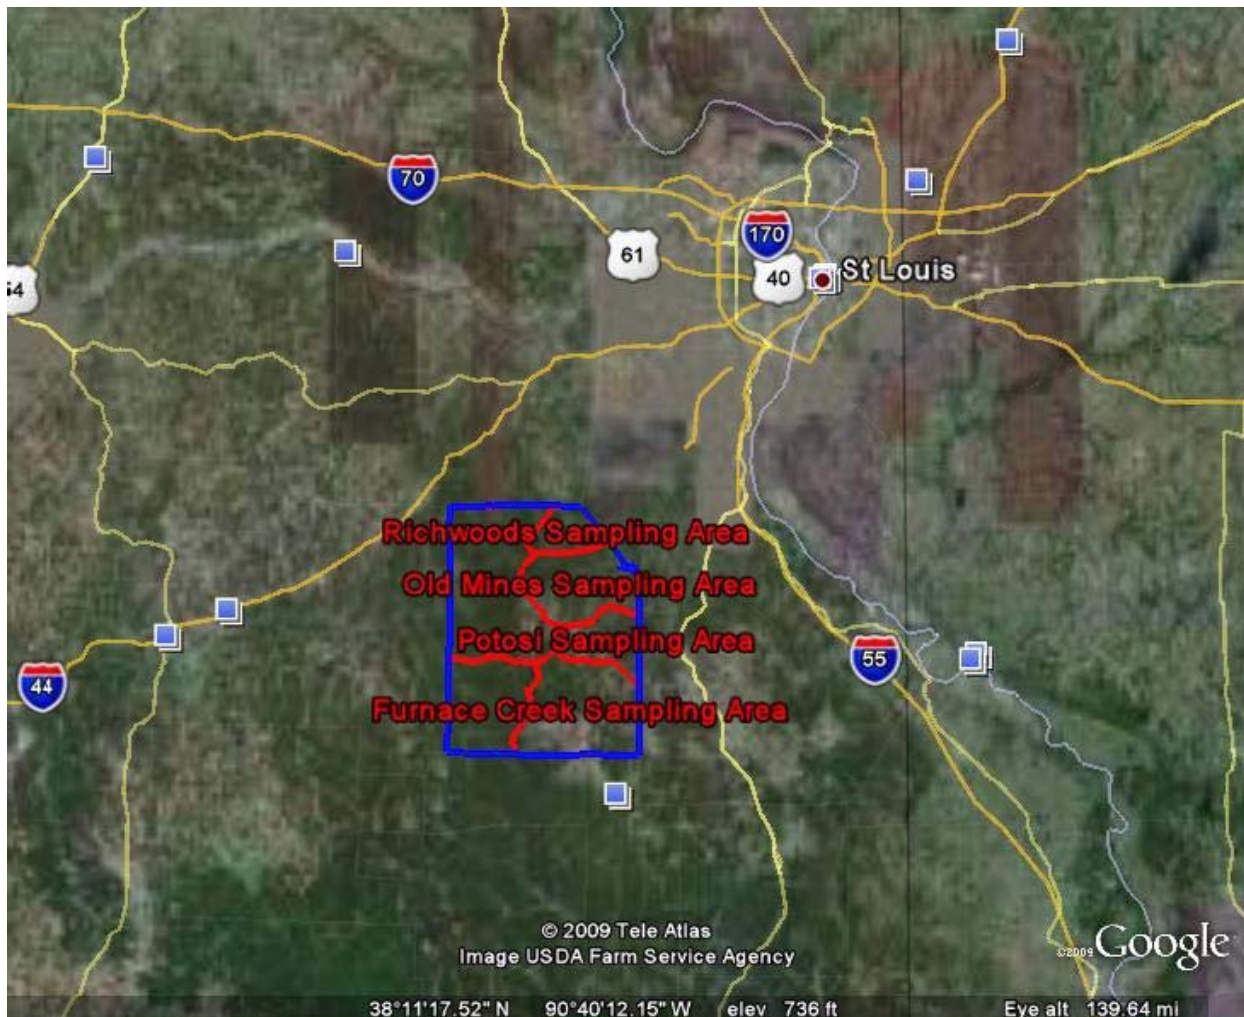 70
170
61
40
St Louis
54
Richwoods Sampling Area
Old Mines Sampling Area
Potosi Sampling Area
55
44
Furnace Creek Sampling Area
© 2009 Tele Atlas
Image USDA Farm Service Agency
©2009 Google
38°11'17.52" N 90°40'12.15" W elev 736 ft Eye alt 139.64 mi